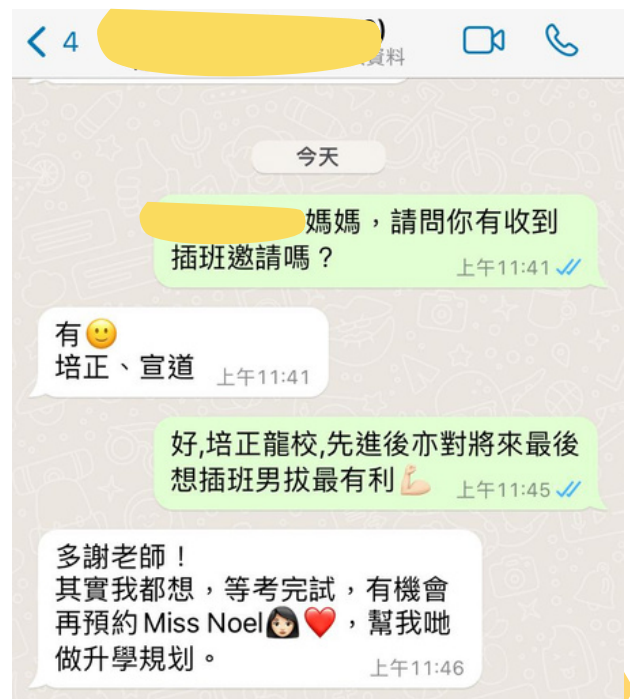 4
資料
今天
媽媽，請問你有收到
插班邀請嗎？
上午11:41
有🙂
培正、宣道
上午11:41
好,培正龍校,先進後亦對將來最後
想插班男拔最有利💪🏻
上午11:45
多謝老師！
其實我都想，等考完試，有機會
再預約 Miss Noel👩🏻❤️，幫我哋
做升學規划。
上午11:46